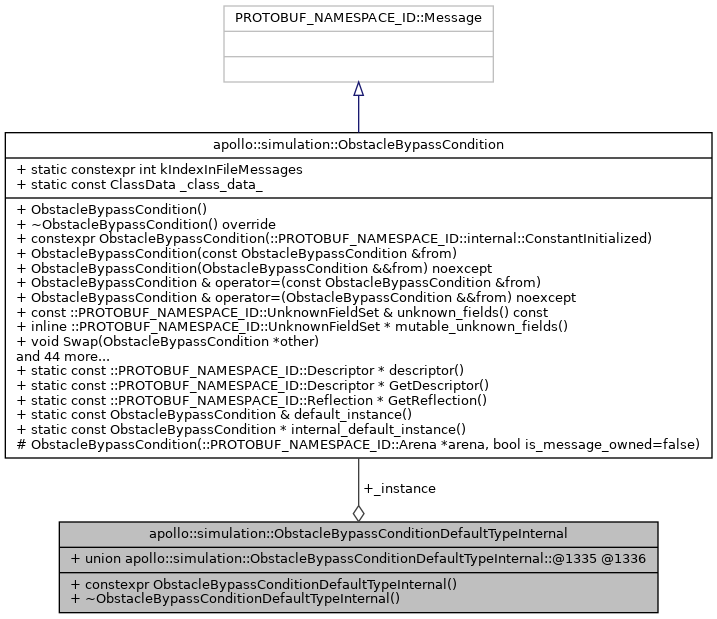 PROTOBUF_NAMESPACE_ID::Message
apollo::simulation::ObstacleBypassCondition
+ static constexpr int kIndexInFileMessages
+ static const ClassData _class_data_
+ ObstacleBypassCondition()
+ ~ObstacleBypassCondition() override
+ constexpr ObstacleBypassCondition(::PROTOBUF_NAMESPACE_ID::internal::ConstantInitialized)
+ ObstacleBypassCondition(const ObstacleBypassCondition &from)
+ ObstacleBypassCondition(ObstacleBypassCondition &&from) noexcept
+ ObstacleBypassCondition & operator=(const ObstacleBypassCondition &from)
+ ObstacleBypassCondition & operator=(ObstacleBypassCondition &&from) noexcept
+ const ::PROTOBUF_NAMESPACE_ID::UnknownFieldSet & unknown_fields() const
+ inline ::PROTOBUF_NAMESPACE_ID::UnknownFieldSet * mutable_unknown_fields()
+ void Swap(ObstacleBypassCondition *other)
and 44 more...
+ static const ::PROTOBUF_NAMESPACE_ID::Descriptor * descriptor()
+ static const ::PROTOBUF_NAMESPACE_ID::Descriptor * GetDescriptor()
+ static const ::PROTOBUF_NAMESPACE_ID::Reflection * GetReflection()
+ static const ObstacleBypassCondition & default_instance()
+ static const ObstacleBypassCondition * internal_default_instance()
# ObstacleBypassCondition(::PROTOBUF_NAMESPACE_ID::Arena *arena, bool is_message_owned=false)
+_instance
apollo::simulation::ObstacleBypassConditionDefaultTypeInternal
+ union apollo::simulation::ObstacleBypassConditionDefaultTypeInternal::@1335 @1336
+ constexpr ObstacleBypassConditionDefaultTypeInternal()
+ ~ObstacleBypassConditionDefaultTypeInternal()